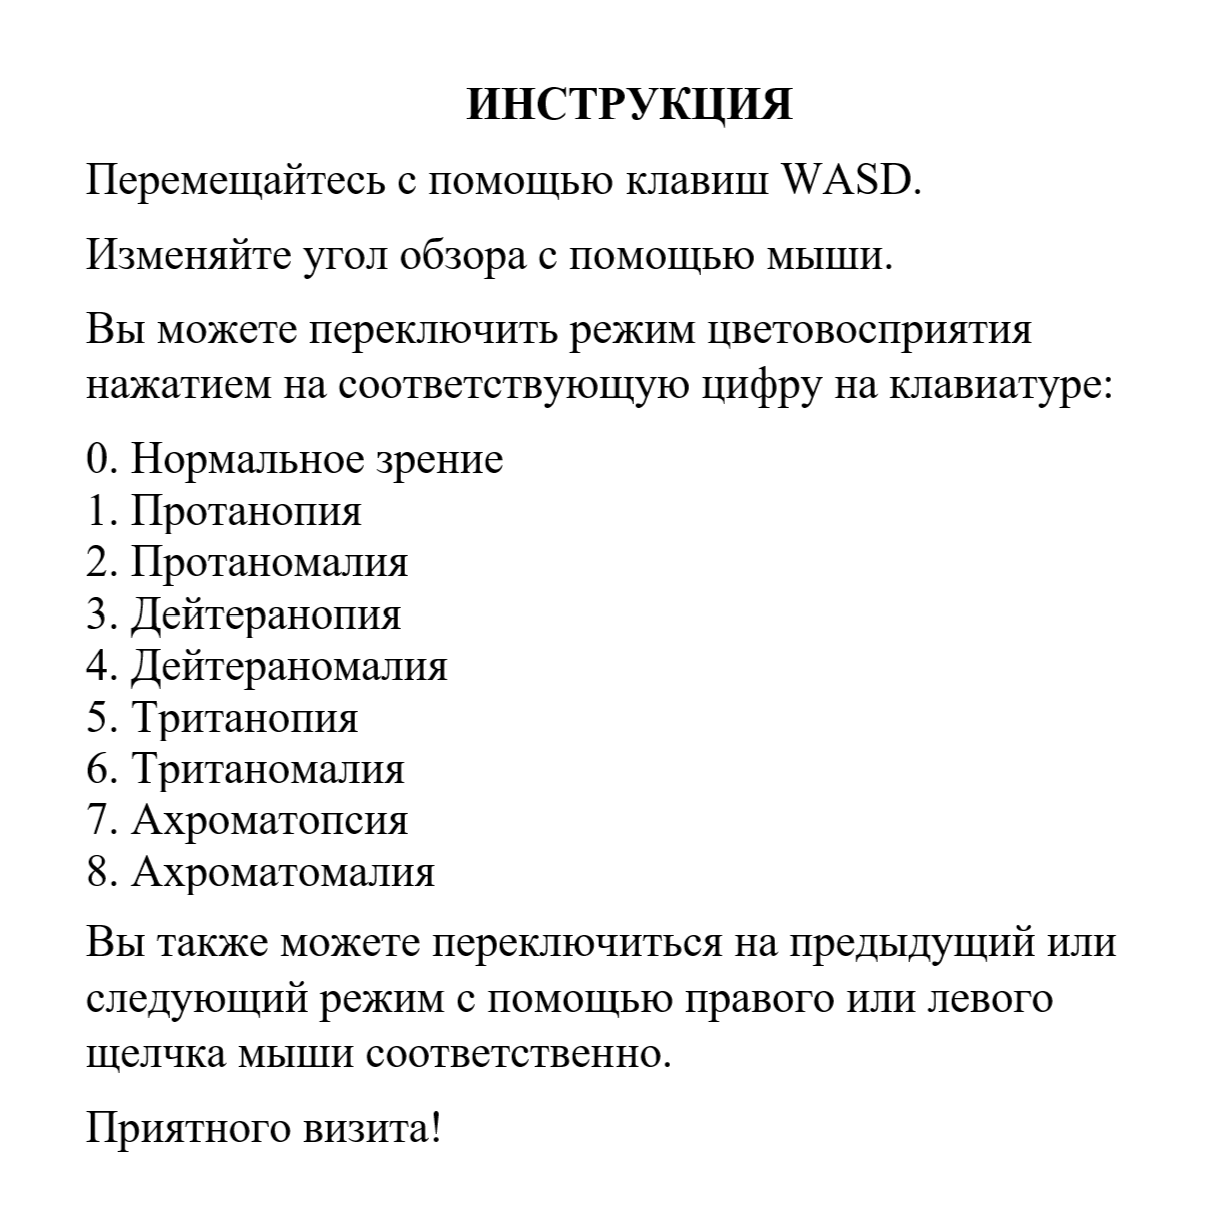 ИНСТРУКЦИЯ
Перемещайтесь с помощью клавиш WASD.
Изменяйте угол обзора с помощью мыши.
Вы можете переключить режим цветовосприятия
нажатием на соответствующую цифру на клавиатуре:
0. Нормальное зрение
1. Протанопия
2. Протаномалия
3. Дейтеранопия
4. Дейтераномалия
5. Тританопия
6. Тританомалия
7. Ахроматопсия
8. Ахроматомалия
Вы также можете переключиться на предыдущий или
следующий режим с помощью правого или левого
щелчка мыши соответственно.
Приятного визита!